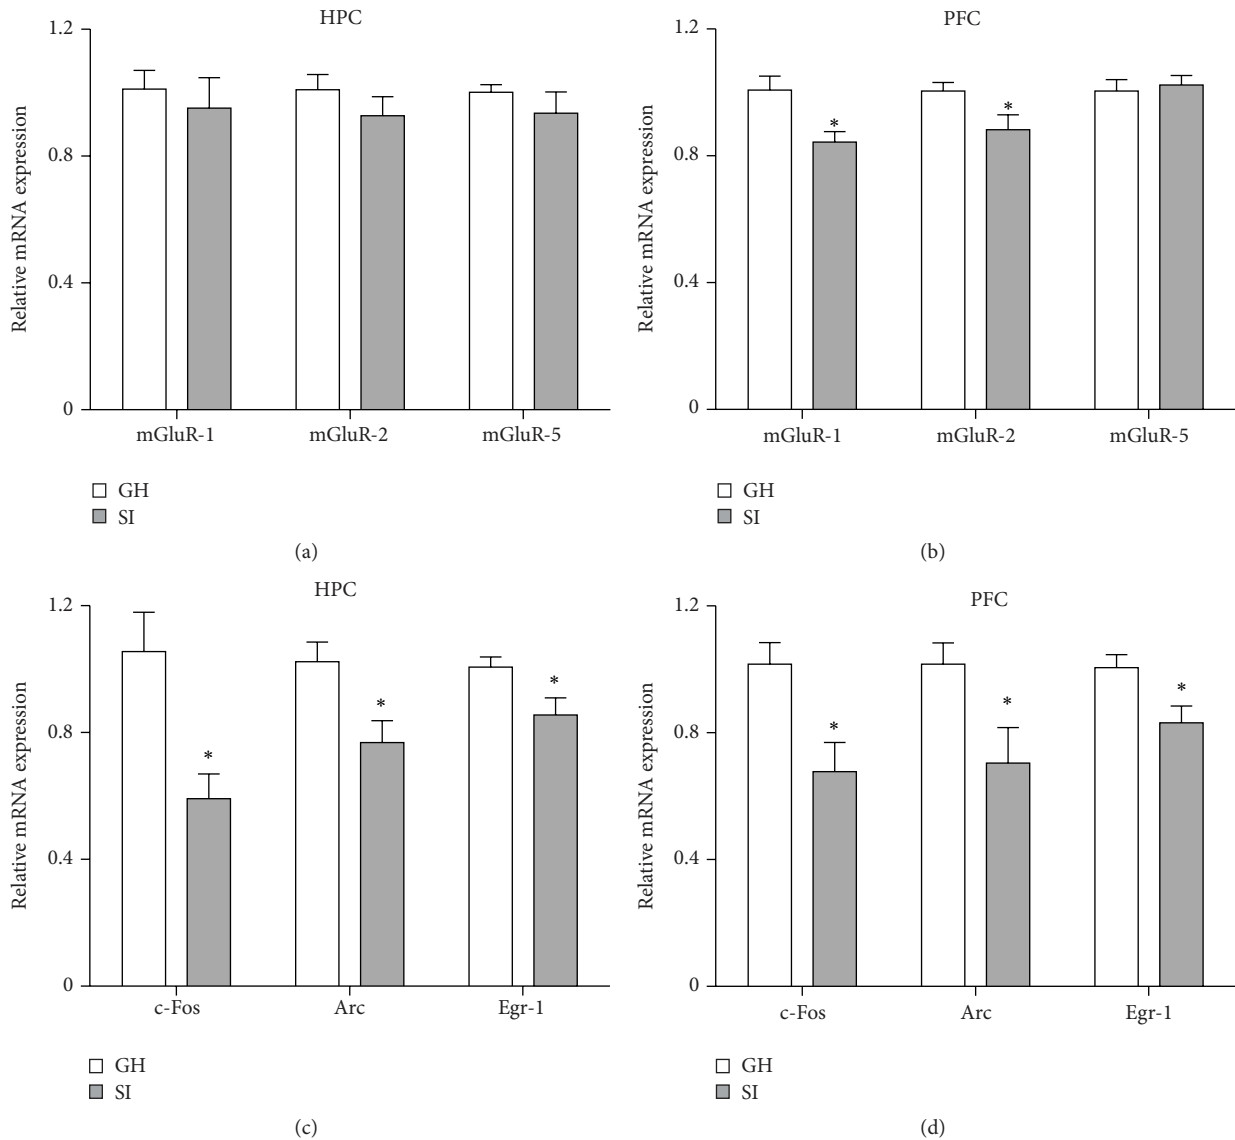 HPC
Relative mRNA expression
1.2
0.8
0.4
0
mGluR-1 mGluR-2 mGluR-5
GH
SI
(a)
PFC
Relative mRNA expression
1.2
0.8
0.4
0
* *
mGluR-1 mGluR-2 mGluR-5
GH
SI
(b)
HPC
Relative mRNA expression
1.2
0.8
0.4
0
* * *
c-Fos Arc Egr-1
GH
SI
(c)
PFC
Relative mRNA expression
1.2
0.8
0.4
0
* * *
c-Fos Arc Egr-1
GH
SI
(d)